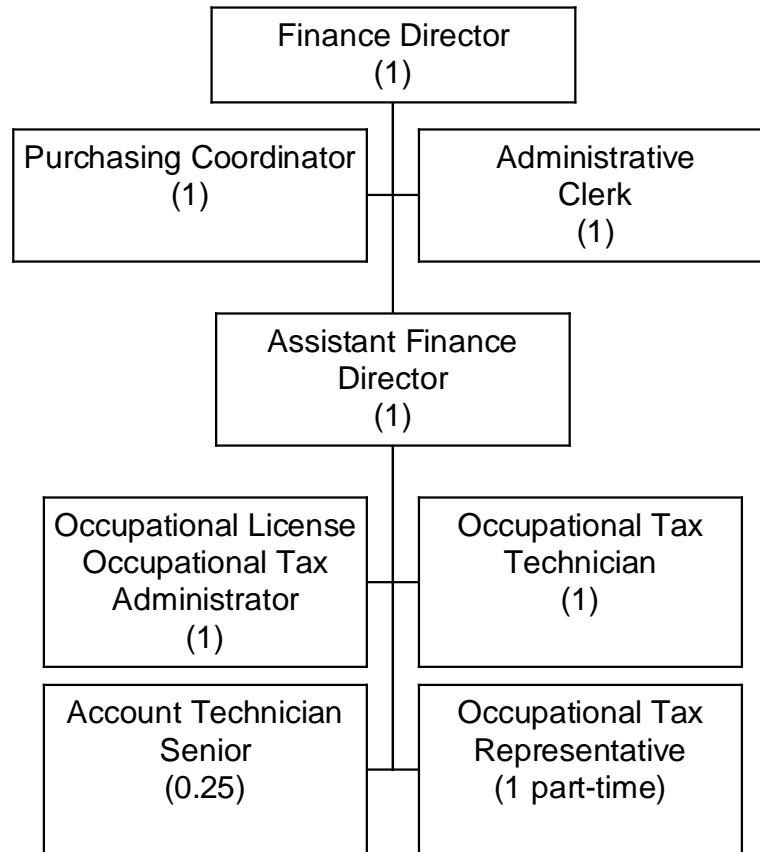 Finance Director
(1)
Purchasing Coordinator
(1)
Administrative
Clerk
(1)
Assistant Finance
Director
(1)
Occupational License
Occupational Tax
Administrator
(1)
Occupational Tax
Technician
(1)
Account Technician
Senior
(0.25)
Occupational Tax
Representative
(1 part-time)